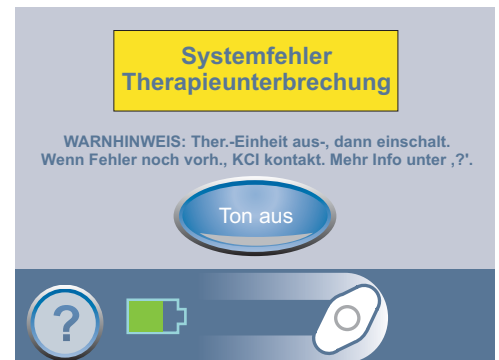 Systemfehler
Therapieunterbrechung
WARNHINWEIS: Ther.-Einheit aus-, dann einschalt.
Wenn Fehler noch vorh., KCI kontakt. Mehr Info unter ‚?'.
Ton aus
?